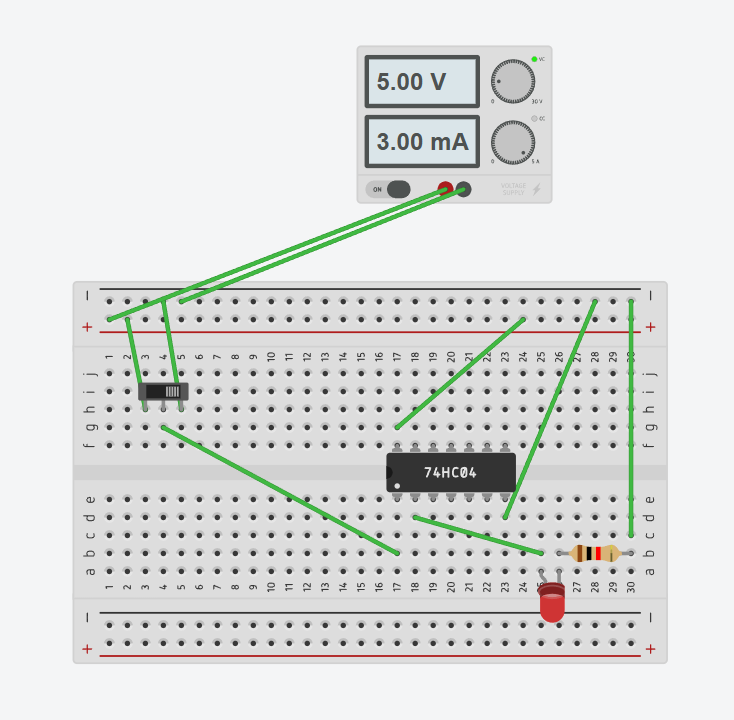 5.00 V
VC
0
30 V
3.00 mA
CC
0
5 A
ON
VOLTAGE
SUPPLY
− −
+ +
1 2 3 4 5 6 7 8 9 10 11 12 13 14 15 16 17 18 19 20 21 22 23 24 25 26 27 28 29 30
j j
i i
h h
g g
f f
74HC04
e e
d d
c c
b b
a a
1 2 3 4 5 6 7 8 9 10 11 12 13 14 15 16 17 18 19 20 21 22 23 24 27 28 29 30
− −
+ +